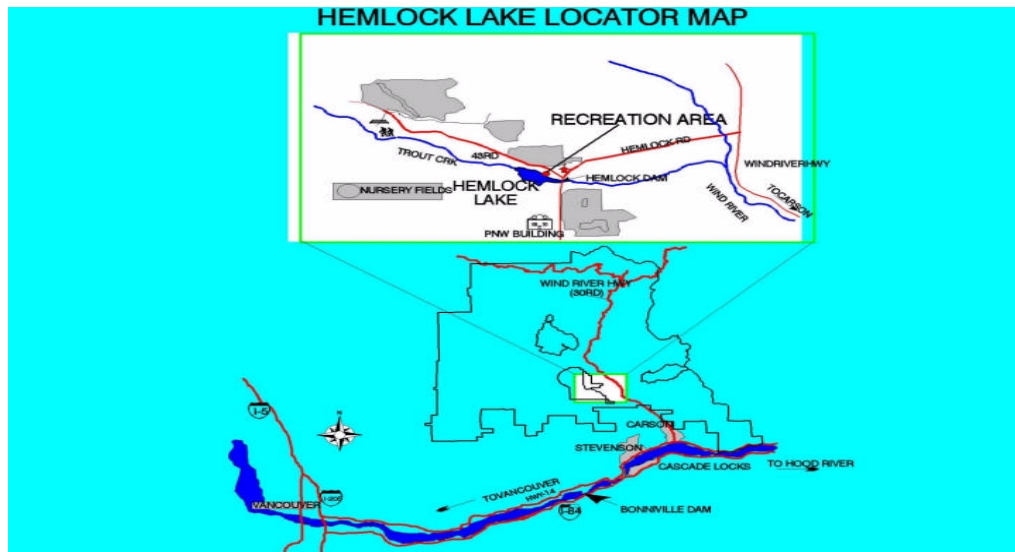 HEMLOCK LAKE LOCATOR MAP
RECREATION AREA
HEMLOCK RD
43RD
TROUT CRK
WINDRIVERHWY
HEMLOCK DAM
NURSERY FIELDS
HEMLOCK
LAKE
WIND RIVER
TOCARSON
PNW BUILDING
WIND RIVER HWY
(30RD)
I-5
N
CARSON
STEVENSON
CASCADE LOCKS
TO HOOD RIVER
TOVANCOUVER
HWY-14
I-205
VANCOUVER
I-84
BONNIVILLE DAM